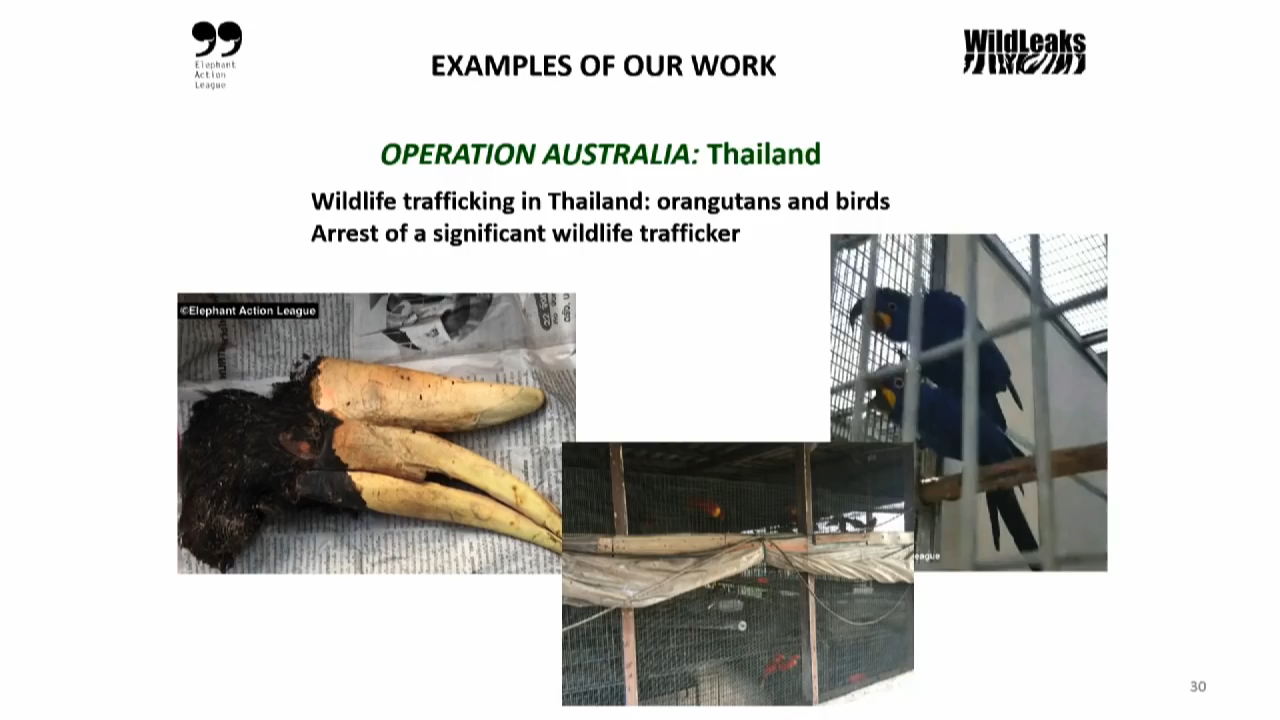 Elephant
Action
League
WildLeaks
EXAMPLES OF OUR WORK
OPERATION AUSTRALIA: Thailand
Wildlife trafficking in Thailand: orangutans and birds
Arrest of a significant wildlife trafficker
©Elephant Action League
eague
30